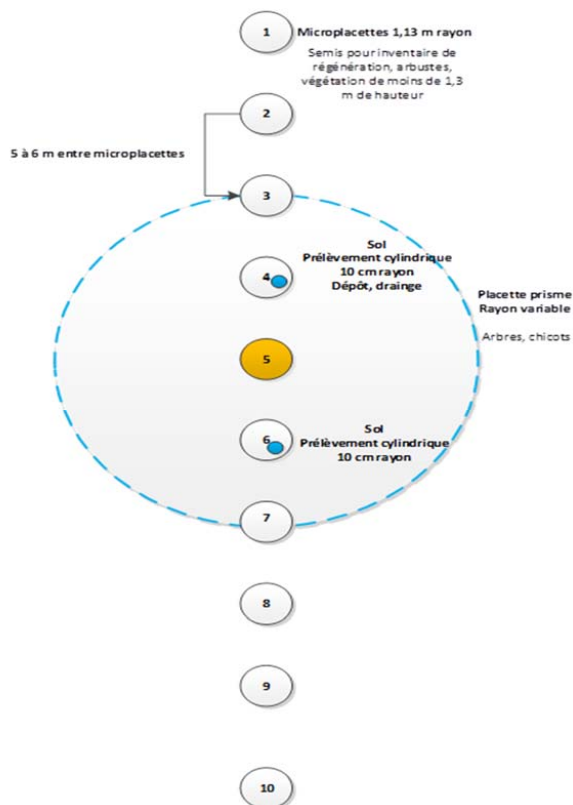 1
Microplacettes 1,13 m rayon
Semis pour inventaire de
régénération, arbustes,
végétation de moins de 1,3
m de hauteur
2
5 à 6 m entre microplacettes
3
Sol
Prélèvement cylindrique
10 cm rayon
Dépôt, drainge
4
Placette prisme
Rayon variable
Arbres, chicots
5
Sol
Prélèvement cylindrique
10 cm rayon
6
7
8
9
10